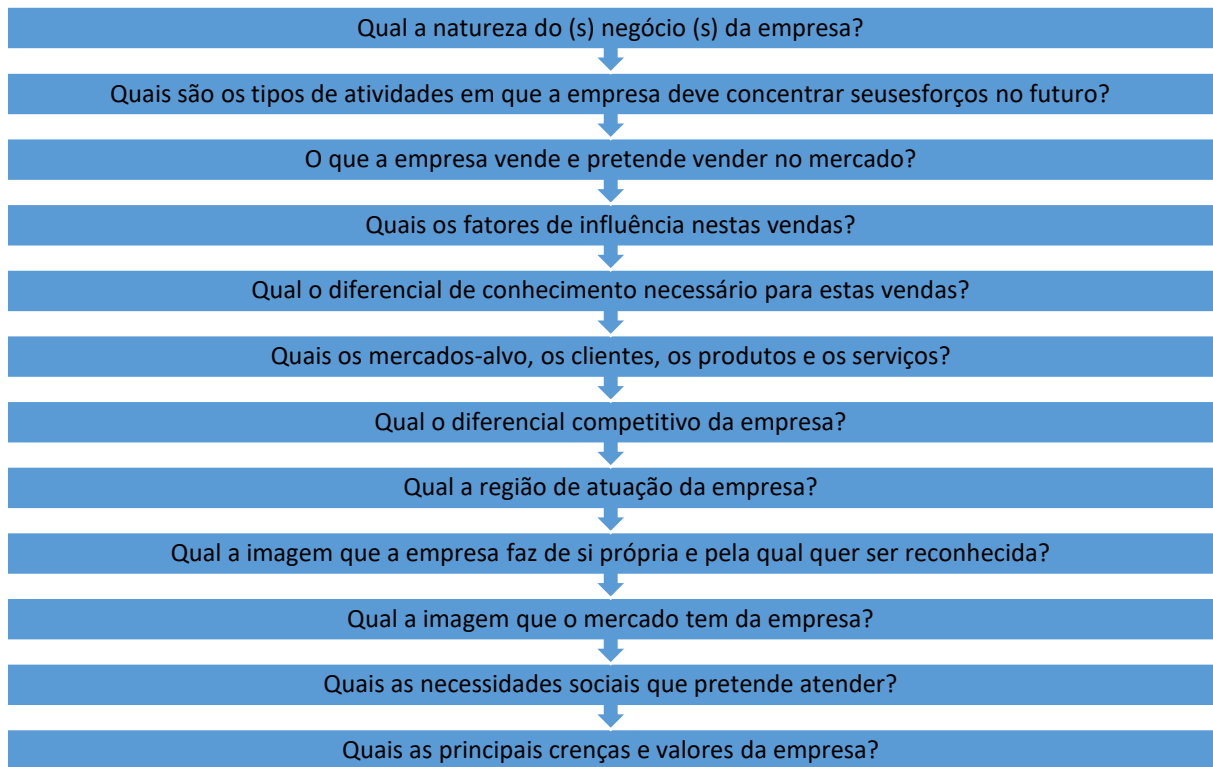 Qual a natureza do (s) negócio (s) da empresa?
Quais são os tipos de atividades em que a empresa deve concentrar seusesforços no futuro?
O que a empresa vende e pretende vender no mercado?
Quais os fatores de influência nestas vendas?
Qual o diferencial de conhecimento necessário para estas vendas?
Quais os mercados-alvo, os clientes, os produtos e os serviços?
Qual o diferencial competitivo da empresa?
Qual a região de atuação da empresa?
Qual a imagem que a empresa faz de si própria e pela qual quer ser reconhecida?
Qual a imagem que o mercado tem da empresa?
Quais as necessidades sociais que pretende atender?
Quais as principais crenças e valores da empresa?